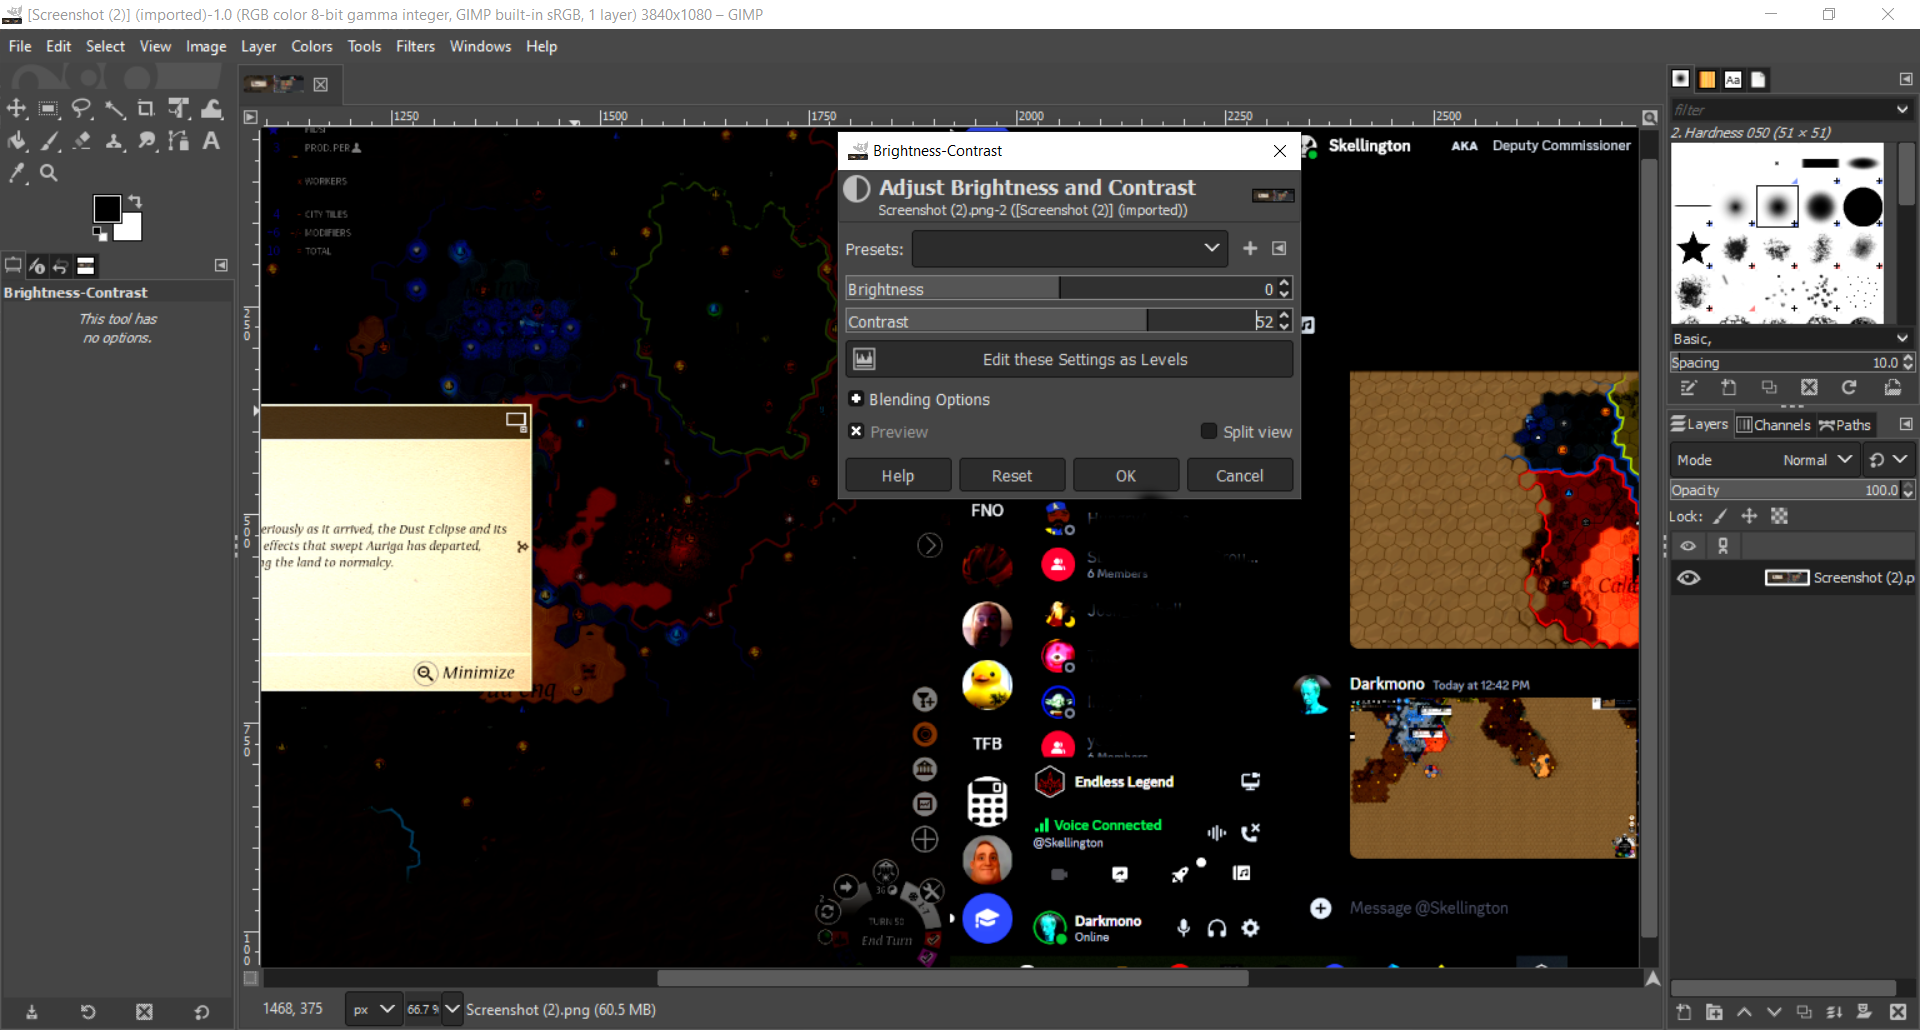 [Screenshot (2)] (imported)-1.0 (RGB color 8-bit gamma integer, GIMP built-in sRGB, 1 layer) 3840x1080 – GIMP
File Edit Select View Image Layer Colors Tools Filters Windows Help
1250 1500 1750 2000 2250 2500
filter
2. Hardness 050 (51 × 51)
Basic,
Spacing 10.0
Layers Channels Paths
Mode Normal
Opacity 100.0
Lock:
Screenshot (2).p
Brightness-Contrast
This tool has
no options.
250
500
750
100
PROD. PER
WORKERS
CITY TILES
MODIFIERS
TOTAL
Brightness-Contrast
Adjust Brightness and Contrast
Screenshot (2).png-2 ([Screenshot (2)] (imported))
Presets:
Brightness 0
Contrast 52
Edit these Settings as Levels
Blending Options
Preview Split view
Help Reset OK Cancel
Skellington AKA Deputy Commissioner
eriously as it arrived, the Dust Eclipse and its
effects that swept Auriga has departed,
ng the land to normalcy.
Minimize
FNO
6 Members
TFB
Endless Legend
Voice Connected
@Skellington
Darkmono
Online
TURN 50
End Turn
Darkmono Today at 12:42 PM
Message @Skellington
1468, 375 px 66.7 Screenshot (2).png (60.5 MB)